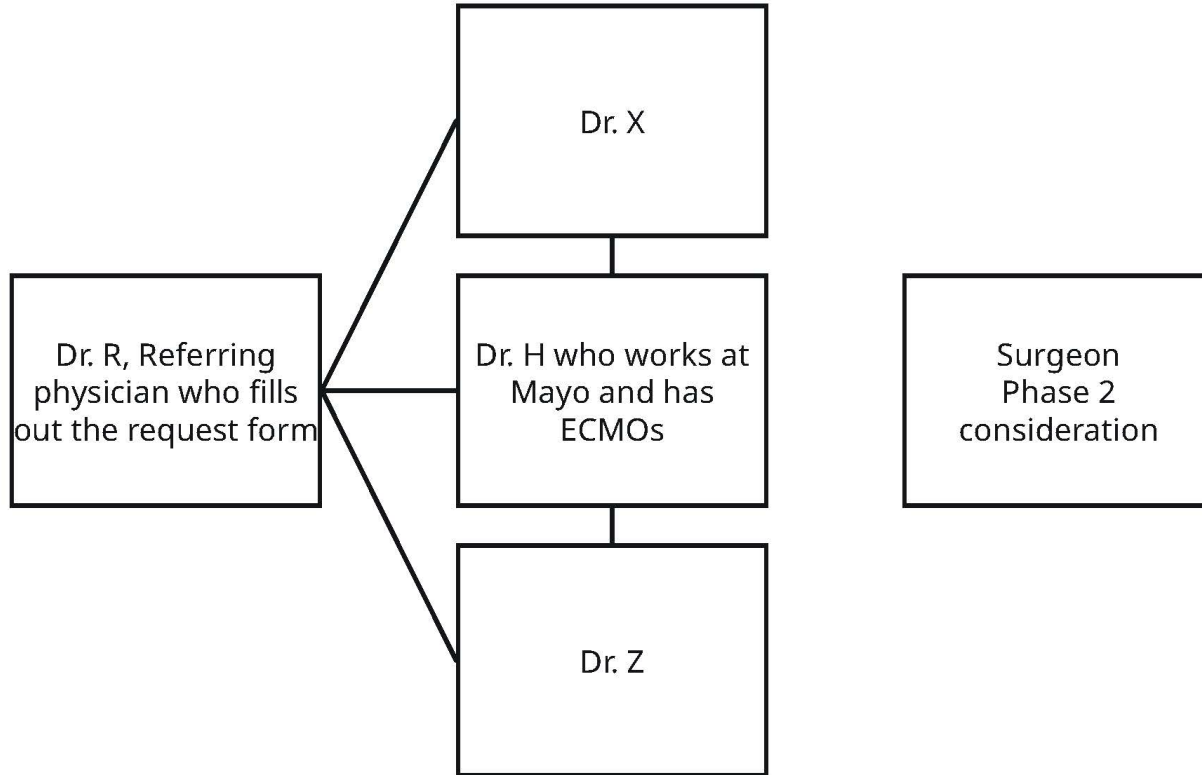 Dr. X
Dr. R, Referring
physician who fills
out the request form
Dr. H who works at
Mayo and has
ECMOs
Surgeon
Phase 2
consideration
Dr. Z